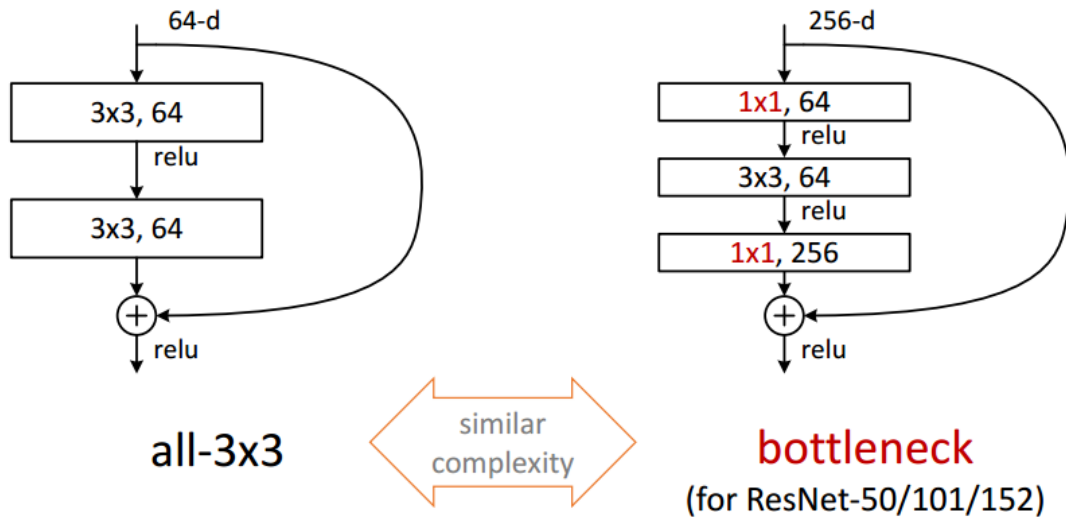 64-d
3x3, 64
relu
3x3, 64
+
relu
all-3x3
similar
complexity
256-d
1x1, 64
relu
3x3, 64
relu
1x1, 256
+
relu
bottleneck
(for ResNet-50/101/152)